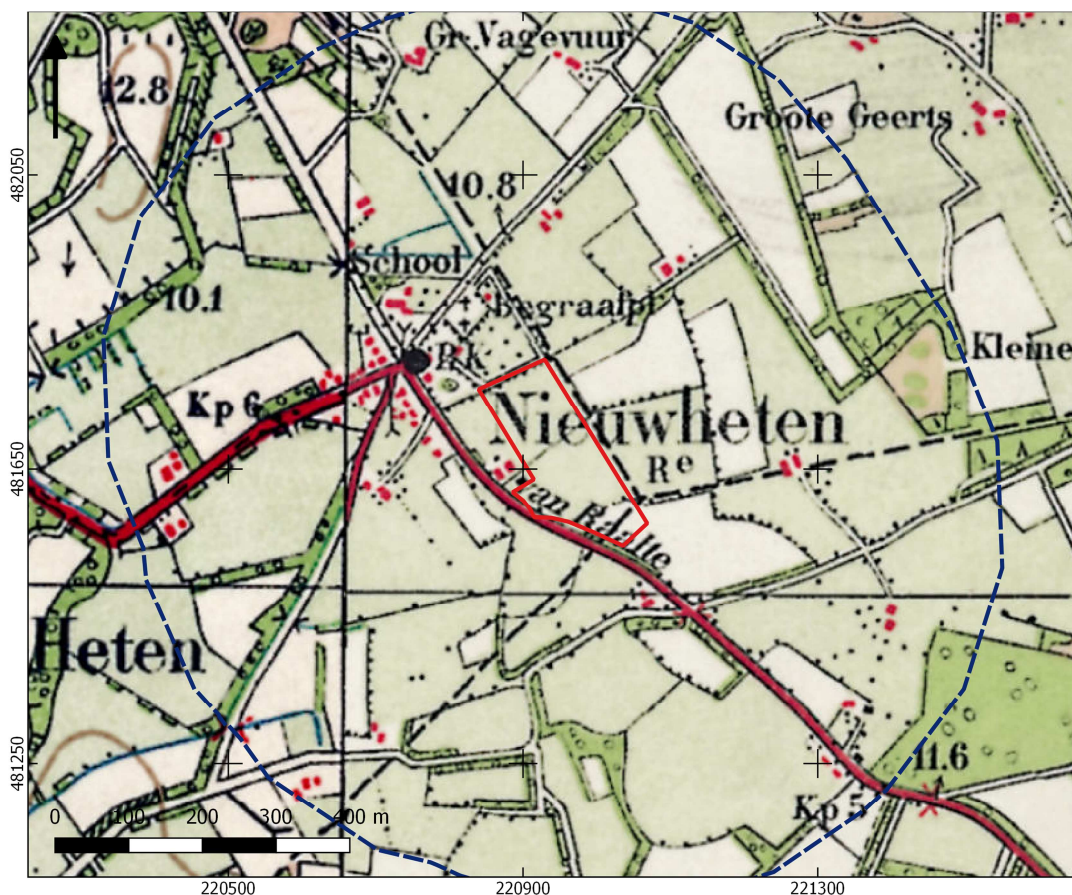 Gr. Vagevuur
12.8
Groote Geerts
482050
10.8
School
10.1
Begraafpl
Kleine
R.k.
Kp 6
Nieuwheten
Re
481650
van Raalte
Heten
481250
11.6
Kp 5
0 100 200 300 400 m
220500 220900 221300